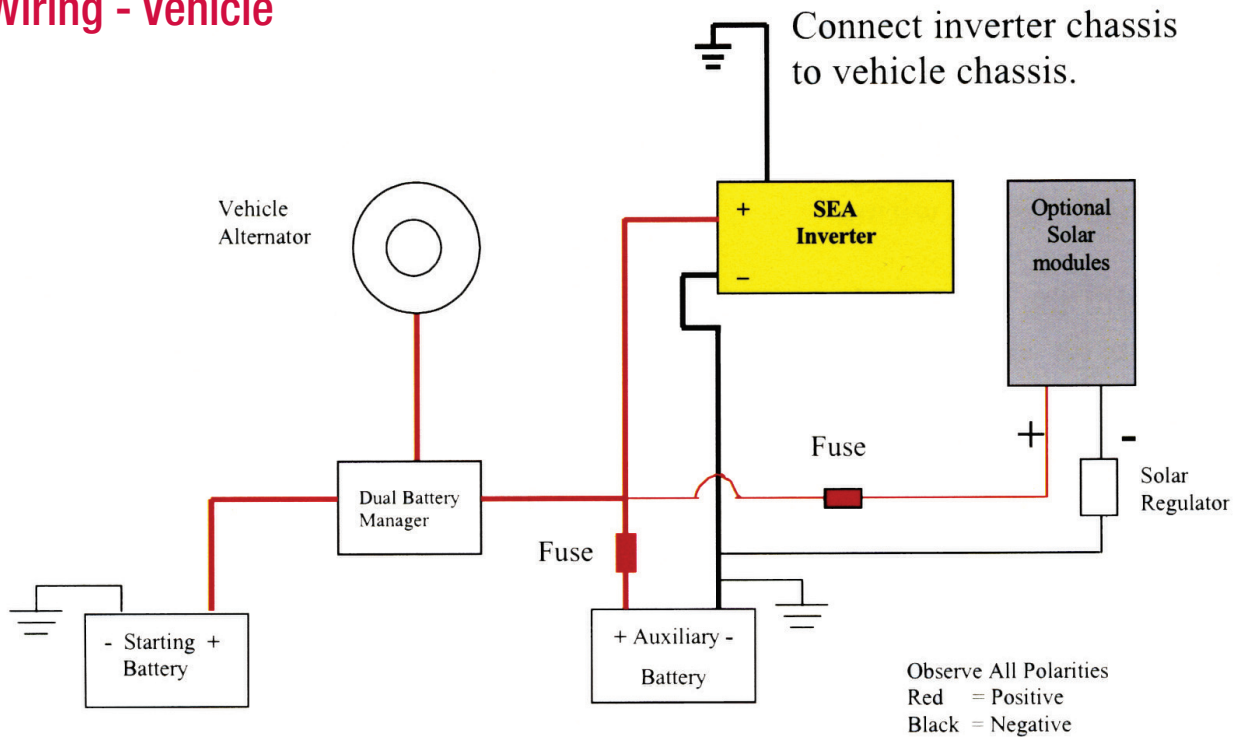 Wiring - Vehicle
Connect inverter chassis
to vehicle chassis.
Vehicle
Alternator
+
SEA
Inverter
–
Optional
Solar
modules
+
-
Fuse
Solar
Regulator
Dual Battery
Manager
Fuse
- Starting +
Battery
+ Auxiliary -
Battery
Observe All Polarities
Red = Positive
Black = Negative